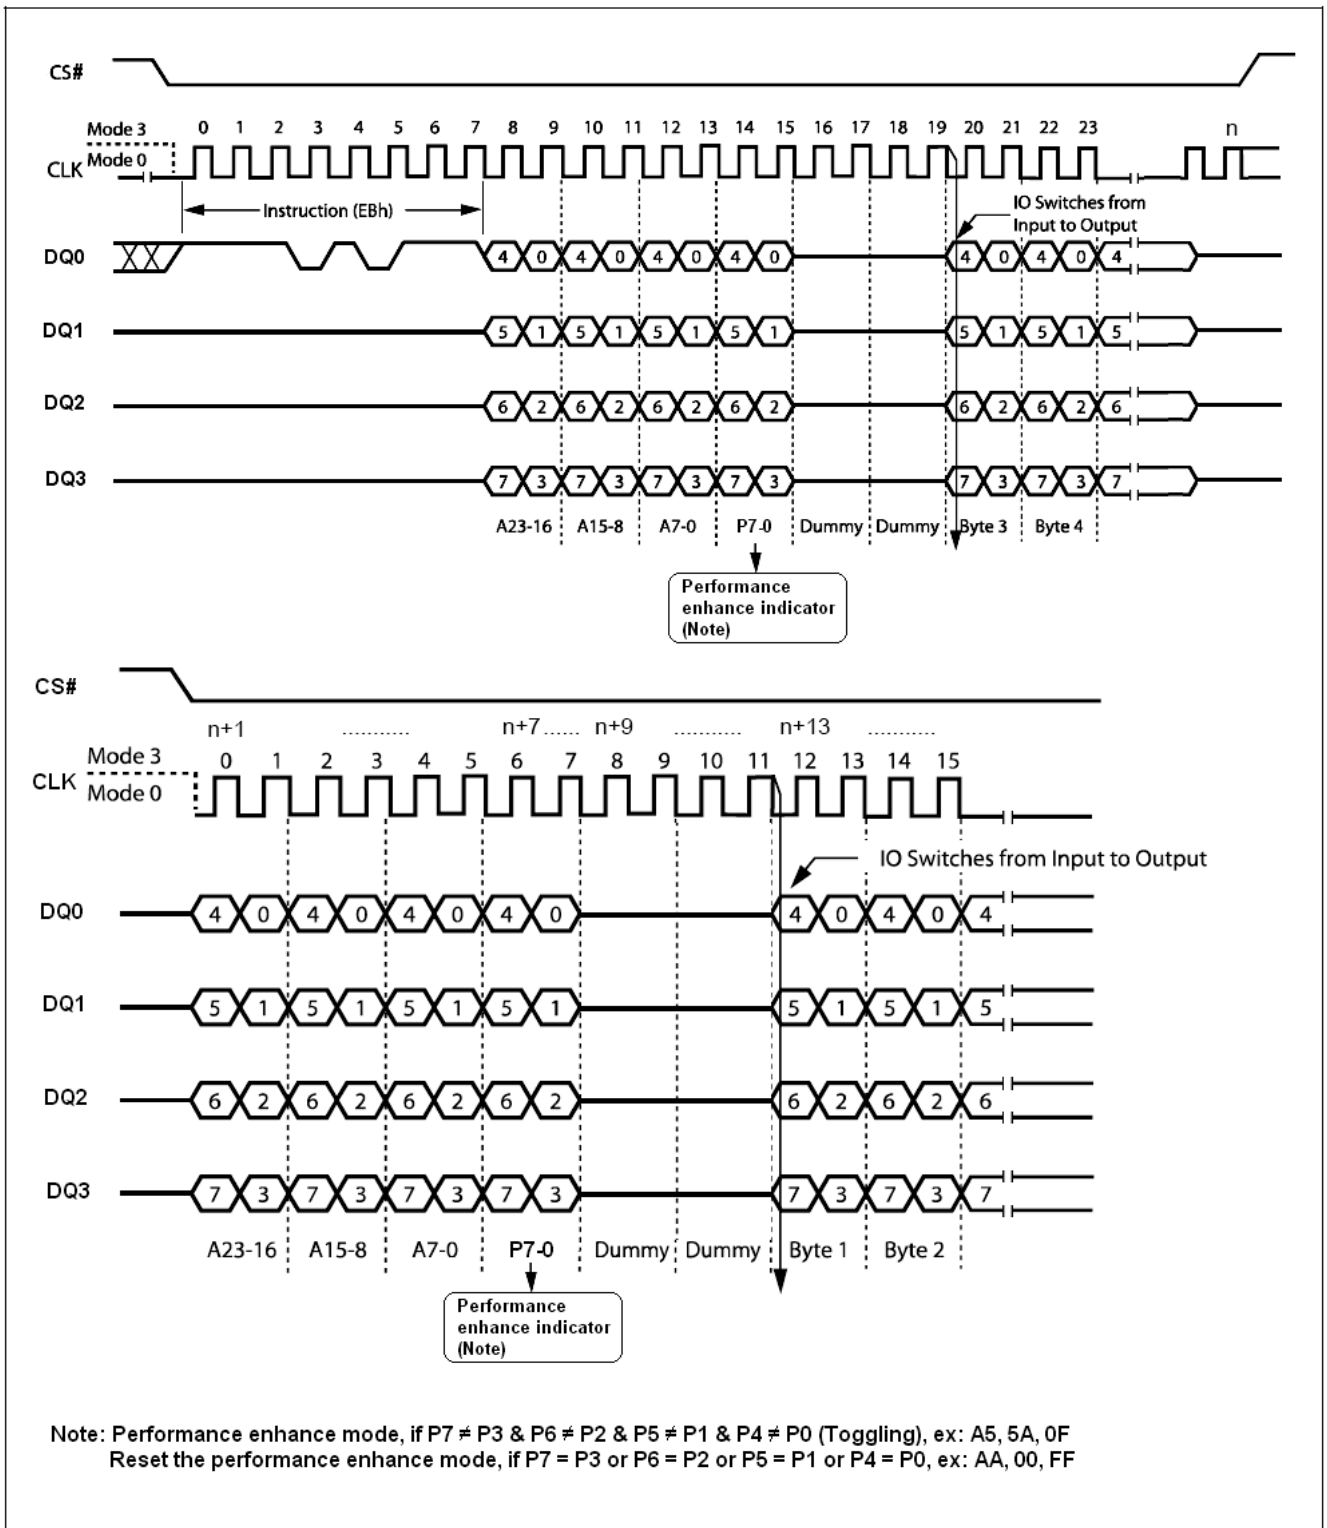 CS#
Mode 3
0 1 2 3 4 5 6 7 8 9 10 11 12 13 14 15 16 17 18 19 20 21 22 23 n
CLK Mode 0
Instruction (EBh)
IO Switches from
Input to Output
DQ0 4 0 4 0 4 0 4 0 4 0 4 0 4
DQ1 5 1 5 1 5 1 5 1 5 1 5 1 5
DQ2 6 2 6 2 6 2 6 2 6 2 6 2 6
DQ3 7 3 7 3 7 3 7 3 7 3 7 3 7
A23-16 A15-8 A7-0 P7-0 Dummy Dummy Byte 3 Byte 4
Performance
enhance indicator
(Note)
CS#
n+1 ........... n+7 ...... n+9 ........... n+13 ...........
Mode 3
0 1 2 3 4 5 6 7 8 9 10 11 12 13 14 15
CLK Mode 0
IO Switches from Input to Output
DQ0 4 0 4 0 4 0 4 0 4 0 4 0 4
DQ1 5 1 5 1 5 1 5 1 5 1 5 1 5
DQ2 6 2 6 2 6 2 6 2 6 2 6 2 6
DQ3 7 3 7 3 7 3 7 3 7 3 7 3 7
A23-16 A15-8 A7-0 P7-0 Dummy Dummy Byte 1 Byte 2
Performance
enhance indicator
(Note)
Note: Performance enhance mode, if P7 ≠ P3 & P6 ≠ P2 & P5 ≠ P1 & P4 ≠ P0 (Toggling), ex: A5, 5A, 0F
Reset the performance enhance mode, if P7 = P3 or P6 = P2 or P5 = P1 or P4 = P0, ex: AA, 00, FF